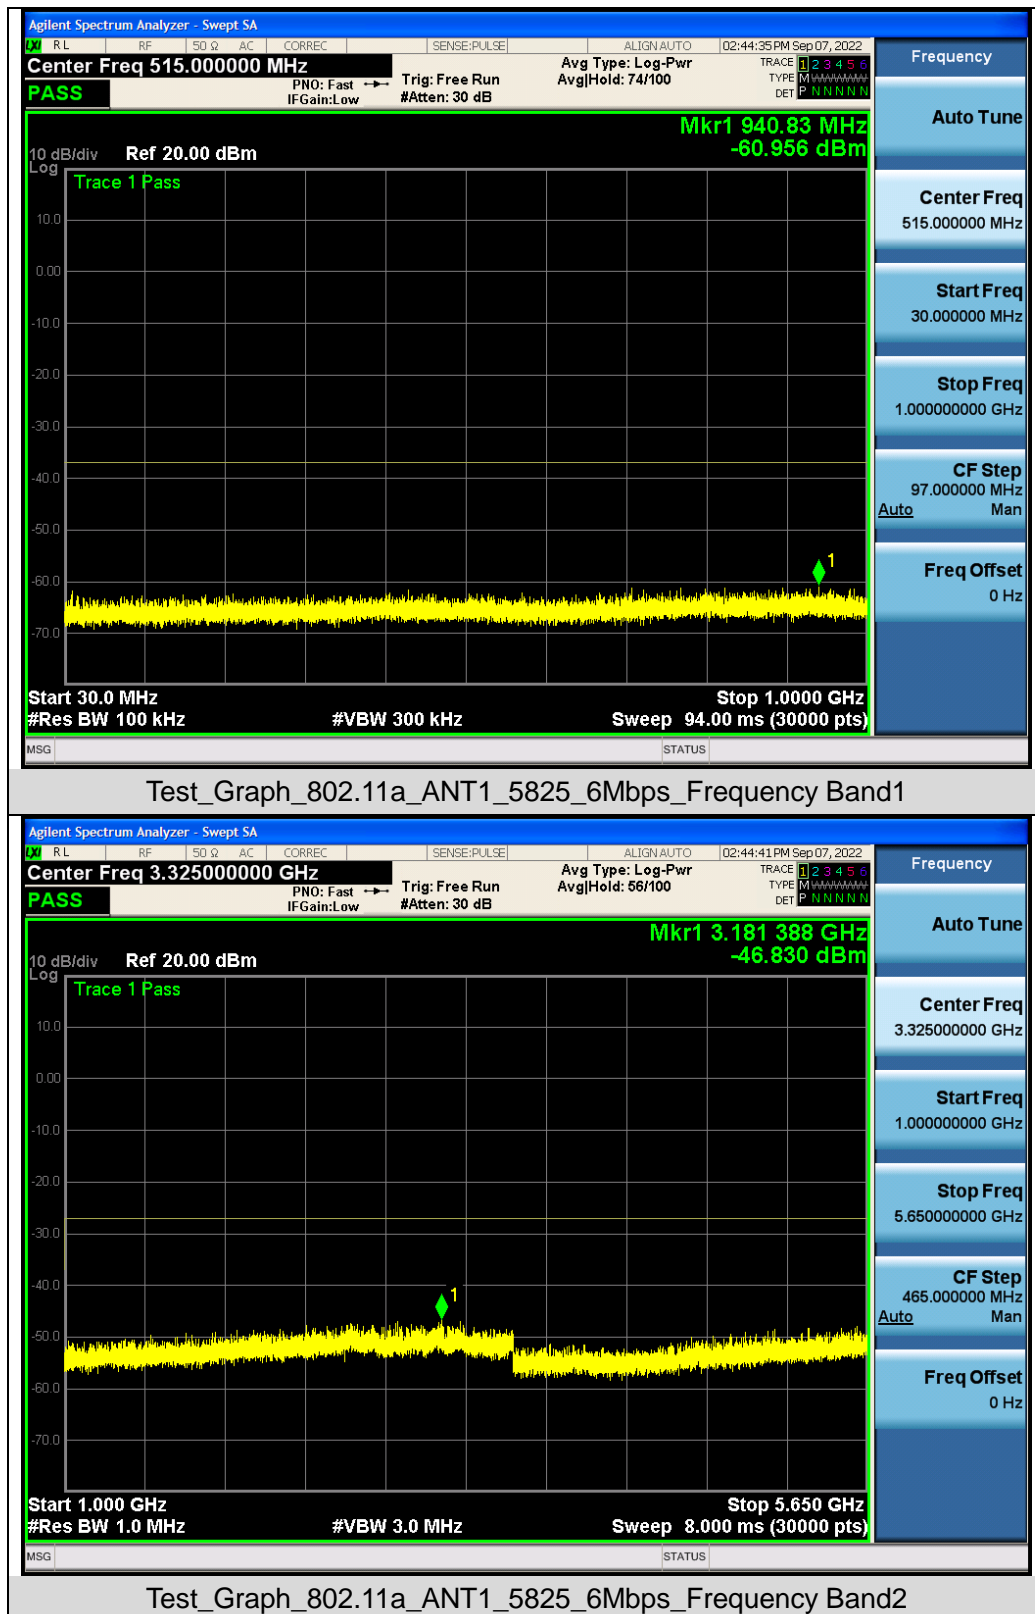 Agilent Spectrum Analyzer - Swept SA
LXI RL RF 50 Ω AC CORREC SENSE:PULSE ALIGN AUTO 02:44:35 PM Sep 07, 2022
Center Freq 515.000000 MHz
PASS
PNO: Fast
IFGain:Low
Trig: Free Run
#Atten: 30 dB
Avg Type: Log-Pwr
Avg|Hold: 74/100
TRACE 1 2 3 4 5 6
TYPE M W W W W W
DET P N N N N N
Mkr1 940.83 MHz
-60.956 dBm
10 dB/div Ref 20.00 dBm
Log
Trace 1 Pass
10.0
0.00
-10.0
-20.0
-30.0
-40.0
-50.0
-60.0
-70.0
1
Start 30.0 MHz Stop 1.0000 GHz
#Res BW 100 kHz #VBW 300 kHz Sweep 94.00 ms (30000 pts)
MSG STATUS
Frequency
Auto Tune
Center Freq
515.000000 MHz
Start Freq
30.000000 MHz
Stop Freq
1.000000000 GHz
CF Step
97.000000 MHz
Auto Man
Freq Offset
0 Hz
Test_Graph_802.11a_ANT1_5825_6Mbps_Frequency Band1
Agilent Spectrum Analyzer - Swept SA
LXI RL RF 50 Ω AC CORREC SENSE:PULSE ALIGN AUTO 02:44:41 PM Sep 07, 2022
Center Freq 3.325000000 GHz
PASS
PNO: Fast
IFGain:Low
Trig: Free Run
#Atten: 30 dB
Avg Type: Log-Pwr
Avg|Hold: 56/100
TRACE 1 2 3 4 5 6
TYPE M W W W W W
DET P N N N N N
Mkr1 3.181 388 GHz
-46.830 dBm
10 dB/div Ref 20.00 dBm
Log
Trace 1 Pass
10.0
0.00
-10.0
-20.0
-30.0
-40.0
-50.0
-60.0
-70.0
1
Start 1.000 GHz Stop 5.650 GHz
#Res BW 1.0 MHz #VBW 3.0 MHz Sweep 8.000 ms (30000 pts)
MSG STATUS
Frequency
Auto Tune
Center Freq
3.325000000 GHz
Start Freq
1.000000000 GHz
Stop Freq
5.650000000 GHz
CF Step
465.000000 MHz
Auto Man
Freq Offset
0 Hz
Test_Graph_802.11a_ANT1_5825_6Mbps_Frequency Band2